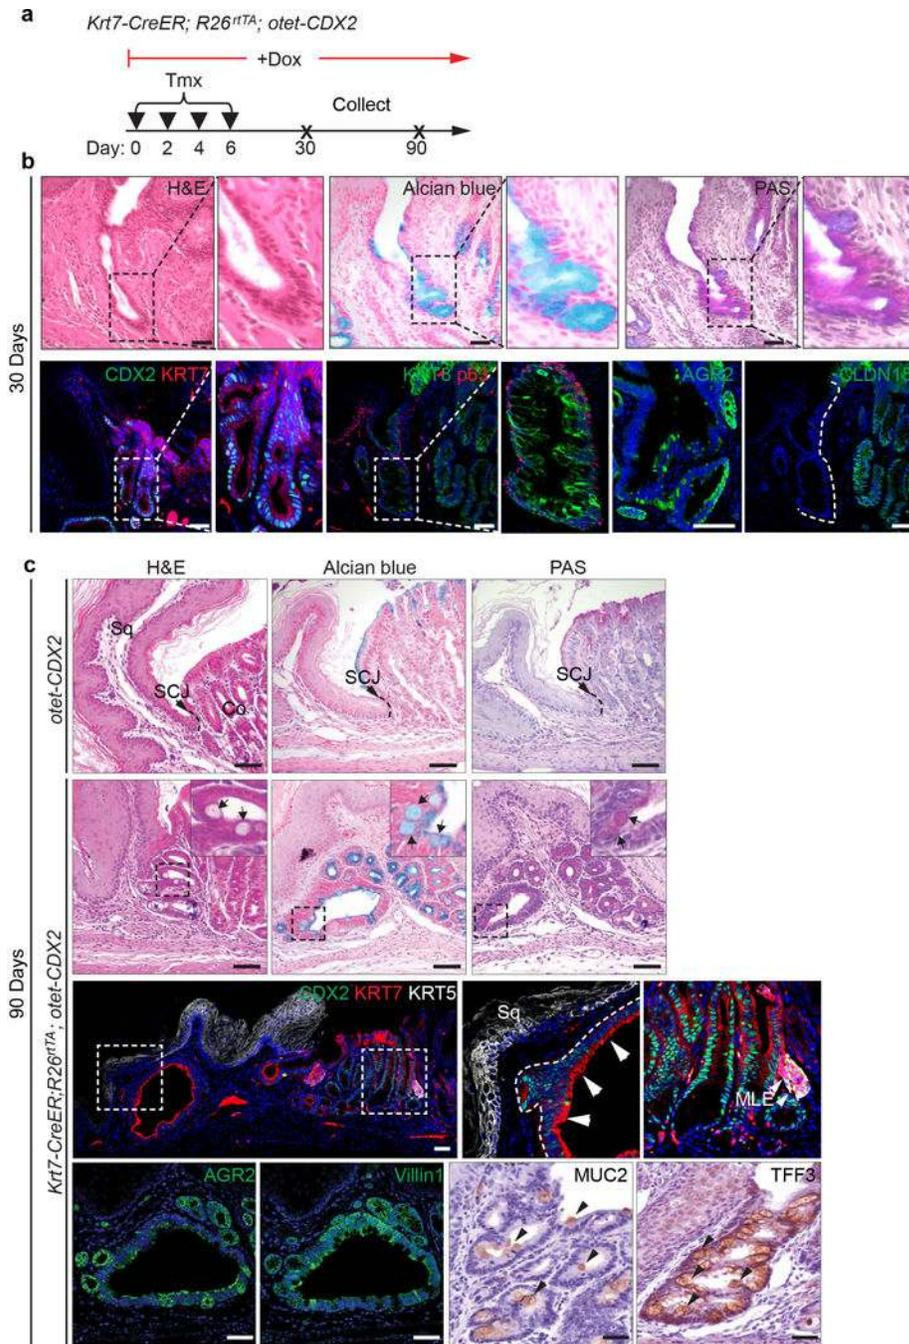 a
Krt7-CreER; R26rtTA; otet-CDX2
+Dox
Tmx
Collect
Day: 0 2 4 6 30 90
b
30 Days
H&E
Alcian blue
PAS
CDX2 KRT7
KRT8 p63
AGR2
CLDN18
c
H&E Alcian blue PAS
90 Days
otet-CDX2
Sq
SCJ
Co
SCJ
SCJ
Krt7-CreER;R26rtTA; otet-CDX2
CDX2 KRT7 KRT5
Sq
MLE
AGR2
Villin1
MUC2
TFF3